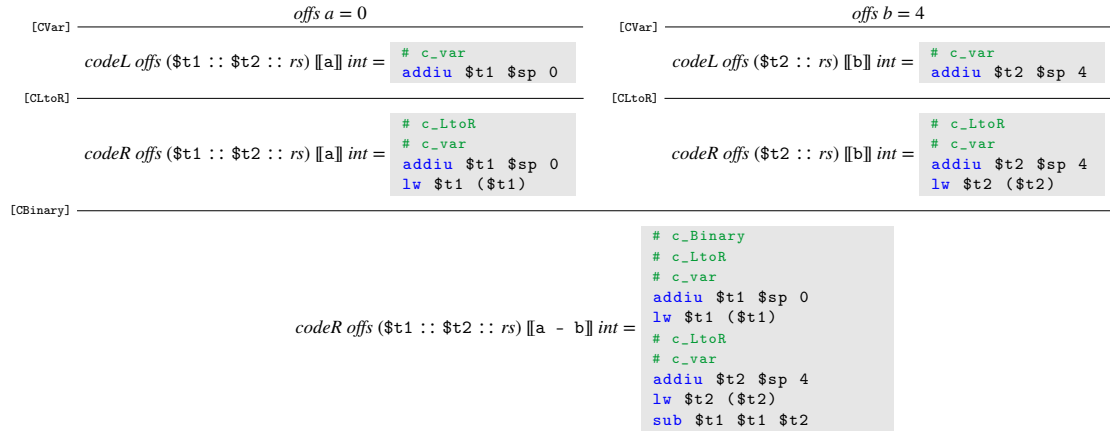 offs a = 0
offs b = 4
[CVar]
[CVar]
codeL offs ($t1 :: $t2 :: rs) ⟦a⟧ int =
# c_var
addiu $t1 $sp 0
codeL offs ($t2 :: rs) ⟦b⟧ int =
# c_var
addiu $t2 $sp 4
[CLtoR]
[CLtoR]
codeR offs ($t1 :: $t2 :: rs) ⟦a⟧ int =
# c_LtoR
# c_var
addiu $t1 $sp 0
lw $t1 ($t1)
codeR offs ($t2 :: rs) ⟦b⟧ int =
# c_LtoR
# c_var
addiu $t2 $sp 4
lw $t2 ($t2)
[CBinary]
codeR offs ($t1 :: $t2 :: rs) ⟦a - b⟧ int =
# c_Binary
# c_LtoR
# c_var
addiu $t1 $sp 0
lw $t1 ($t1)
# c_LtoR
# c_var
addiu $t2 $sp 4
lw $t2 ($t2)
sub $t1 $t1 $t2